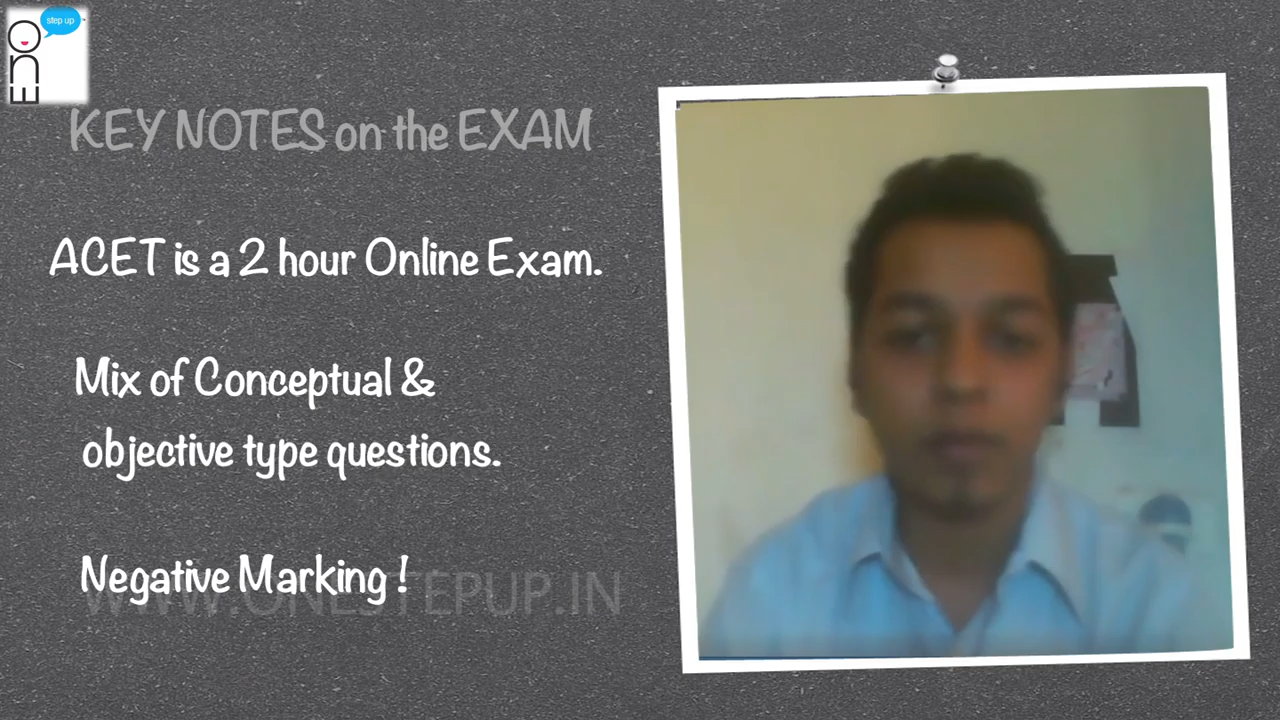 step up
one
KEY NOTES on the EXAM
ACET is a 2 hour Online Exam.
Mix of Conceptual &
objective type questions.
Negative Marking !
WWW.ONESTEPUP.IN